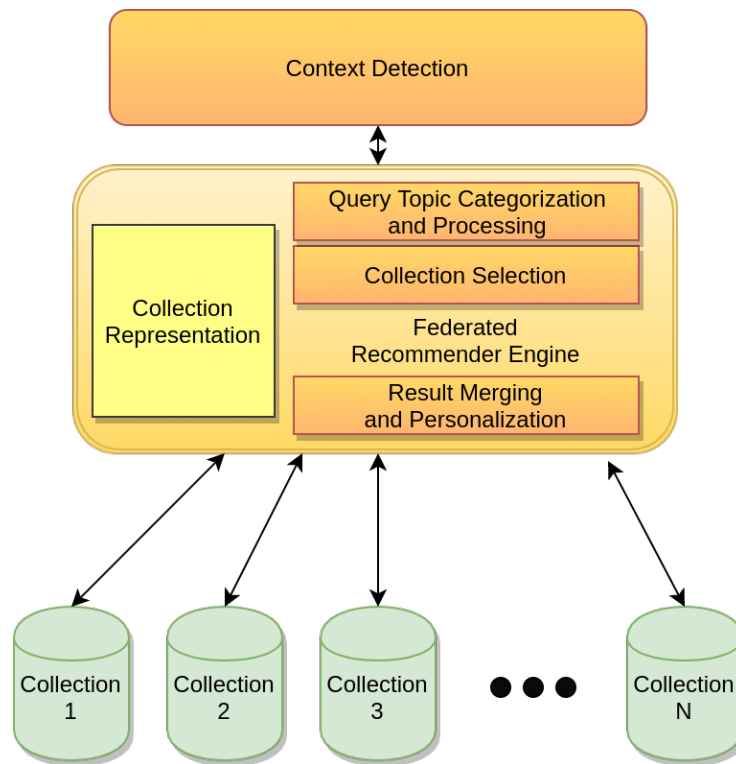 Context Detection
Query Topic Categorization
and Processing
Collection Selection
Collection
Representation
Federated
Recommender Engine
Result Merging
and Personalization
Collection
1
Collection
2
Collection
3
Collection
N